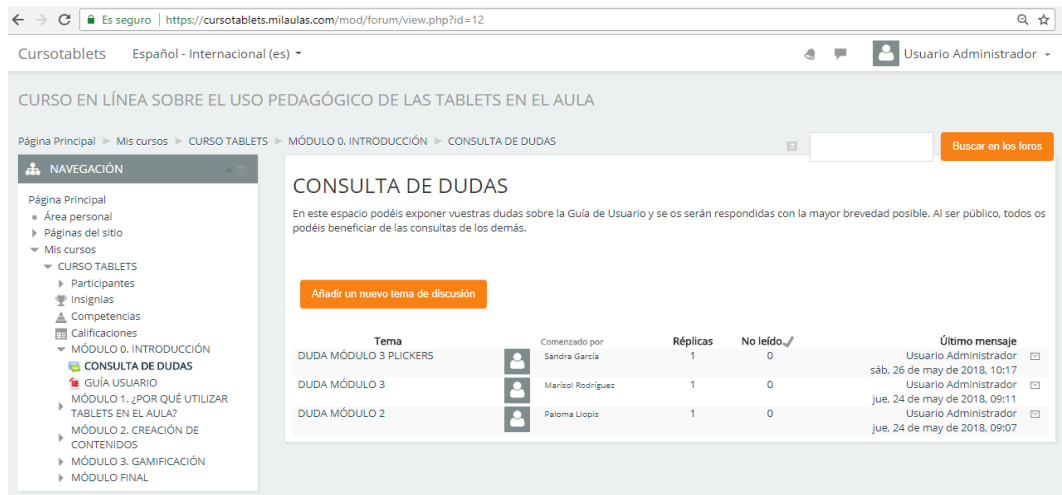 Es seguro | https://cursotablets.milaulas.com/mod/forum/view.php?id=12
Cursotablets Español - Internacional (es) Usuario Administrador
CURSO EN LÍNEA SOBRE EL USO PEDAGÓGICO DE LAS TABLETS EN EL AULA
Página Principal Mis cursos CURSO TABLETS MÓDULO 0. INTRODUCCIÓN CONSULTA DE DUDAS
? Buscar en los foros
NAVEGACIÓN
Página Principal
Área personal
Páginas del sitio
Mis cursos
CURSO TABLETS
Participantes
Insignias
Competencias
Calificaciones
MÓDULO 0. INTRODUCCIÓN
CONSULTA DE DUDAS
GUÍA USUARIO
MÓDULO 1. ¿POR QUÉ UTILIZAR
TABLETS EN EL AULA?
MÓDULO 2. CREACIÓN DE
CONTENIDOS
MÓDULO 3. GAMIFICACIÓN
MÓDULO FINAL
CONSULTA DE DUDAS
En este espacio podéis exponer vuestras dudas sobre la Guía de Usuario y se os serán respondidas con la mayor brevedad posible. Al ser público, todos os
podéis beneficiar de las consultas de los demás.
Añadir un nuevo tema de discusión
Tema Comenzado por Réplicas No leído Último mensaje
DUDA MÓDULO 3 PLICKERS Sandra García 1 0 Usuario Administrador
sáb, 26 de may de 2018, 10:17
DUDA MÓDULO 3 Marisol Rodríguez 1 0 Usuario Administrador
jue, 24 de may de 2018, 09:11
DUDA MÓDULO 2 Paloma Llopis 1 0 Usuario Administrador
jue, 24 de may de 2018, 09:07